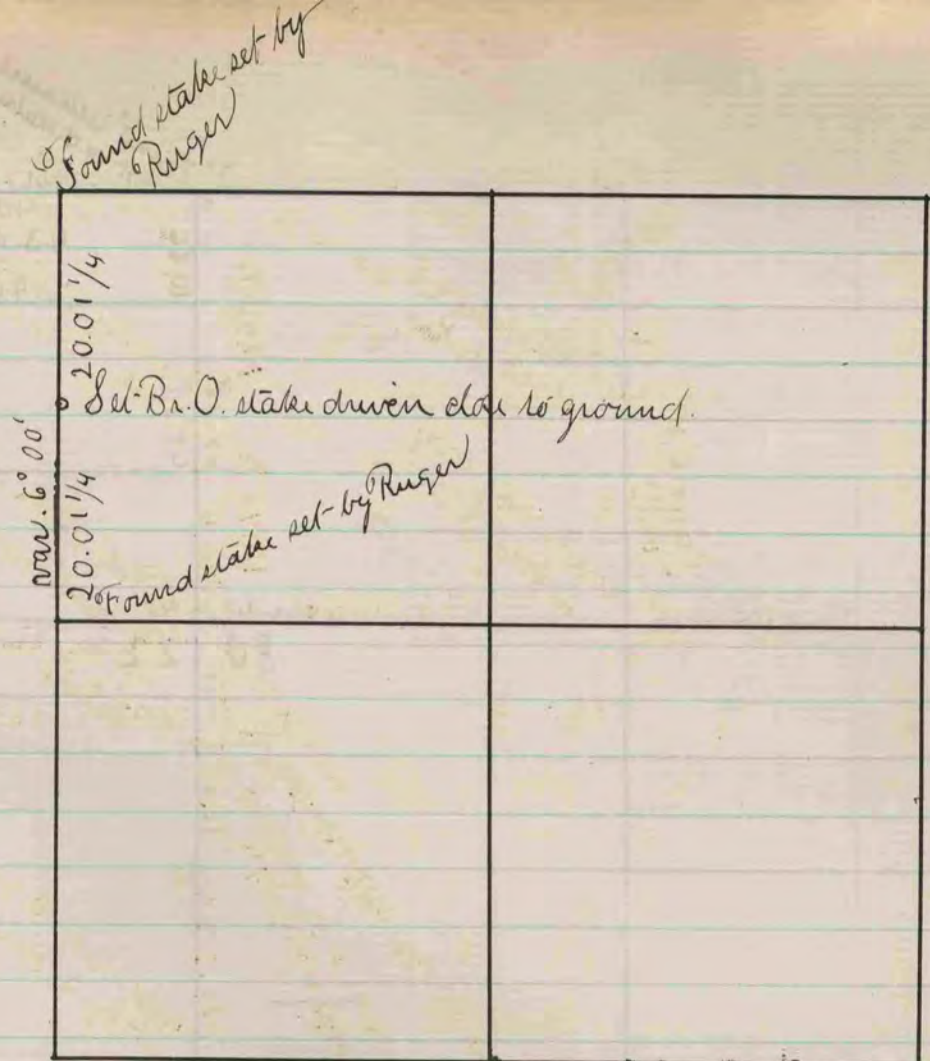 Found stake set by
Ruger
20.01 1/4
Set Br. O. stake driven close to ground.
var. 6° 00'
20.01 1/4
Found stake set by Ruger